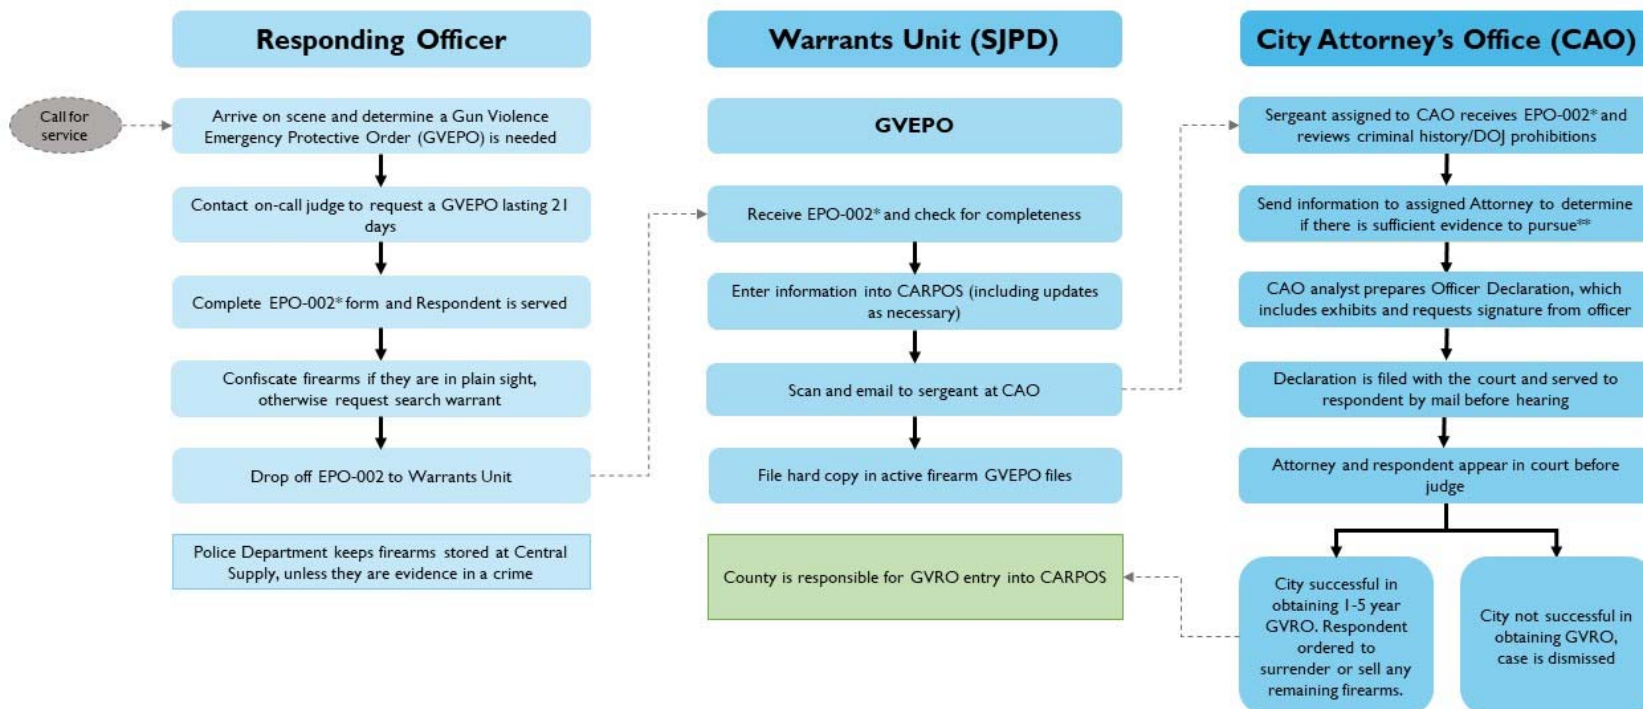 Responding Officer
Warrants Unit (SJPD)
City Attorney's Office (CAO)
Call for
service
Arrive on scene and determine a Gun Violence
Emergency Protective Order (GVEPO) is needed
Contact on-call judge to request a GVEPO lasting 21
days
Complete EPO-002* form and Respondent is served
Confiscate firearms if they are in plain sight,
otherwise request search warrant
Drop off EPO-002 to Warrants Unit
Police Department keeps firearms stored at Central
Supply, unless they are evidence in a crime
GVEPO
Receive EPO-002* and check for completeness
Enter information into CARPOS (including updates
as necessary)
Scan and email to sergeant at CAO
File hard copy in active firearm GVEPO files
County is responsible for GVRO entry into CARPOS
Sergeant assigned to CAO receives EPO-002* and
reviews criminal history/DOJ prohibitions
Send information to assigned Attorney to determine
if there is sufficient evidence to pursue**
CAO analyst prepares Officer Declaration, which
includes exhibits and requests signature from officer
Declaration is filed with the court and served to
respondent by mail before hearing
Attorney and respondent appear in court before
judge
City successful in
obtaining 1-5 year
GVRO. Respondent
ordered to
surrender or sell any
remaining firearms.
City not successful in
obtaining GVRO,
case is dismissed